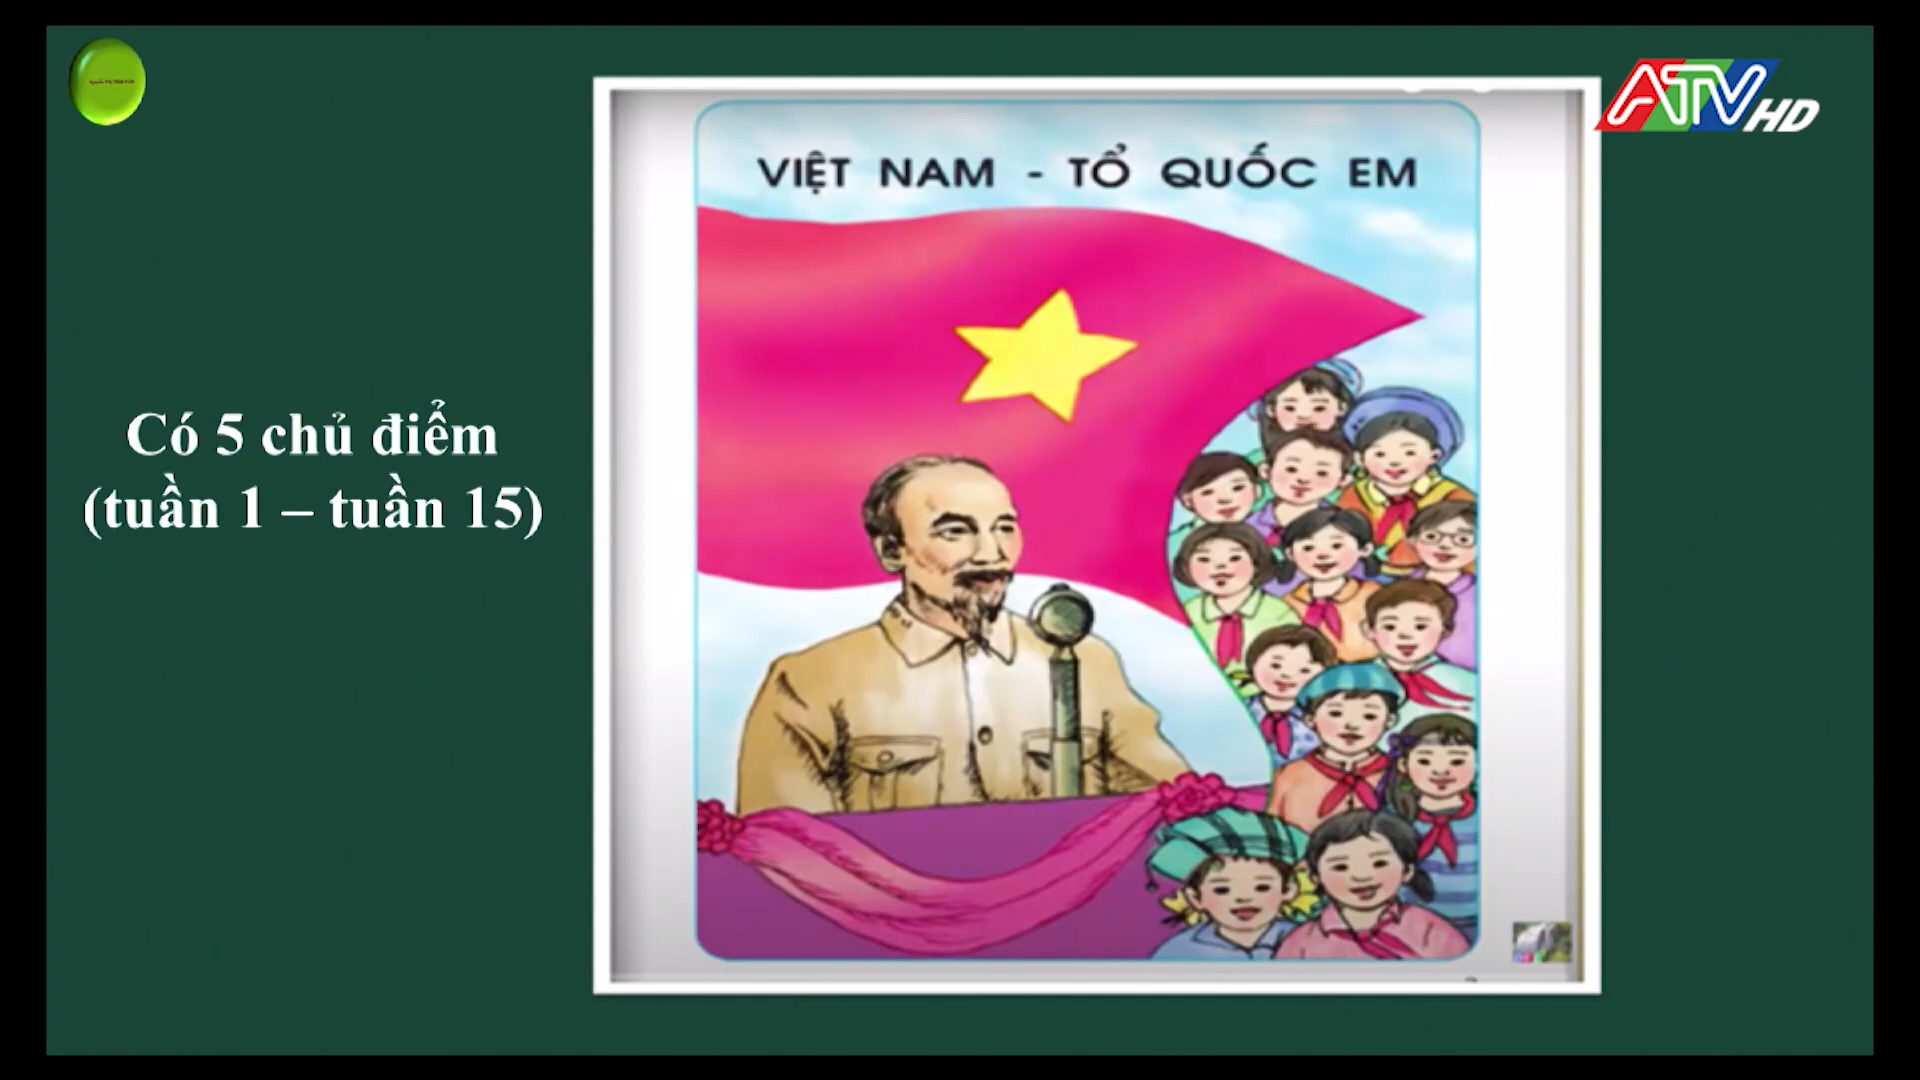 ATV HD
VIỆT NAM - TỔ QUỐC EM
Có 5 chủ điểm
(tuần 1 – tuần 15)